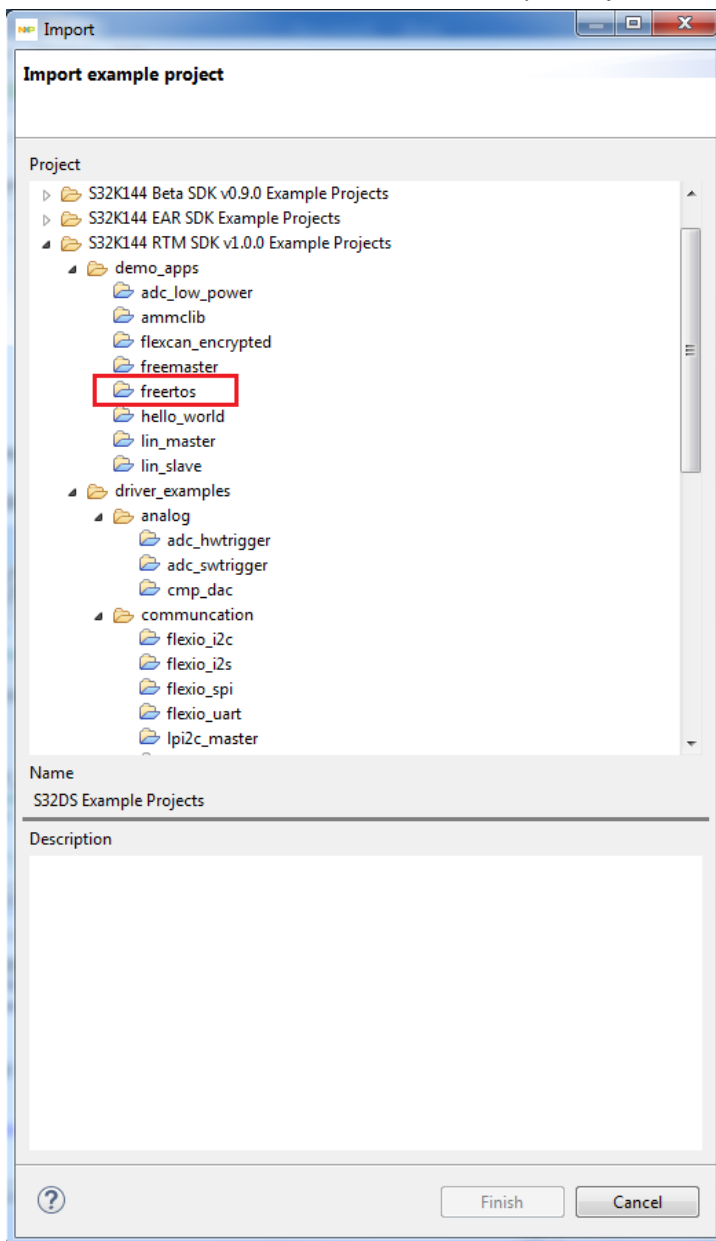 NXP Import
Import example project
Project
S32K144 Beta SDK v0.9.0 Example Projects
S32K144 EAR SDK Example Projects
S32K144 RTM SDK v1.0.0 Example Projects
demo_apps
adc_low_power
ammclib
flexcan_encrypted
freemaster
freertos
hello_world
lin_master
lin_slave
driver_examples
analog
adc_hwtrigger
adc_swtrigger
cmp_dac
communcation
flexio_i2c
flexio_i2s
flexio_spi
flexio_uart
lpi2c_master
Name
S32DS Example Projects
Description
?
Finish Cancel